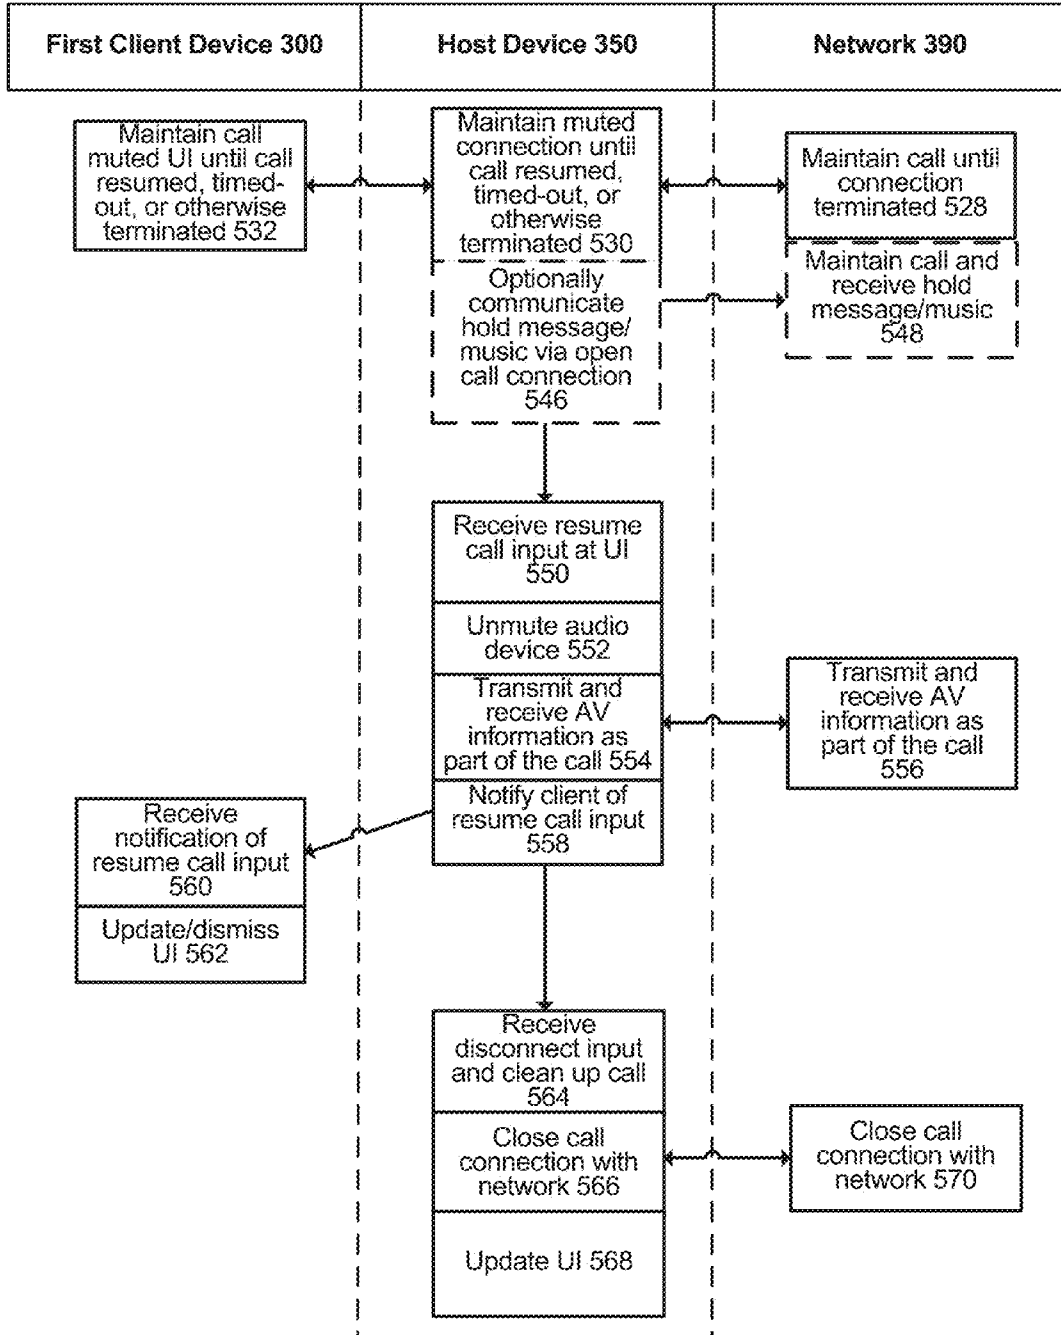 First Client Device 300
Host Device 350
Network 390
Maintain call
muted UI until call
resumed, timed-
out, or otherwise
terminated 532
Maintain muted
connection until
call resumed,
timed-out, or
otherwise
terminated 530
Maintain call until
connection
terminated 528
Optionally
communicate
hold message/
music via open
call connection
546
Maintain call and
receive hold
message/music
548
Receive resume
call input at UI
550
Unmute audio
device 552
Transmit and
receive AV
information as
part of the call 554
Transmit and
receive AV
information as
part of the call
556
Notify client of
resume call input
558
Receive
notification of
resume call input
560
Update/dismiss
UI 562
Receive
disconnect input
and clean up call
564
Close call
connection with
network 566
Close call
connection with
network 570
Update UI 568